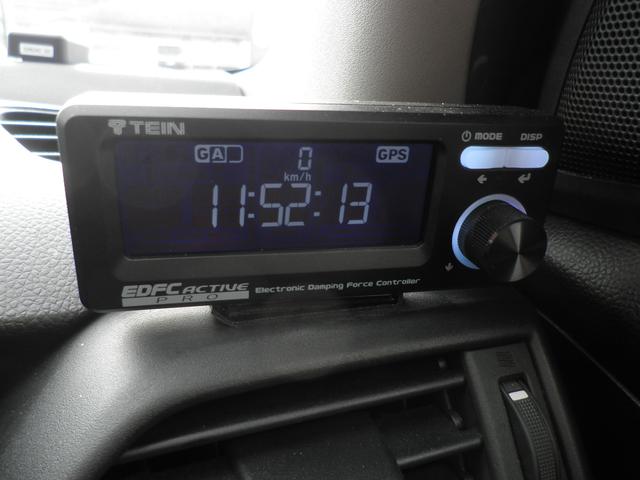 TEIN
MODE DISP
GA 0 GPS
km/h
11:52:13
EDFC ACTIVE
PRO
Electronic Damping Force Controller